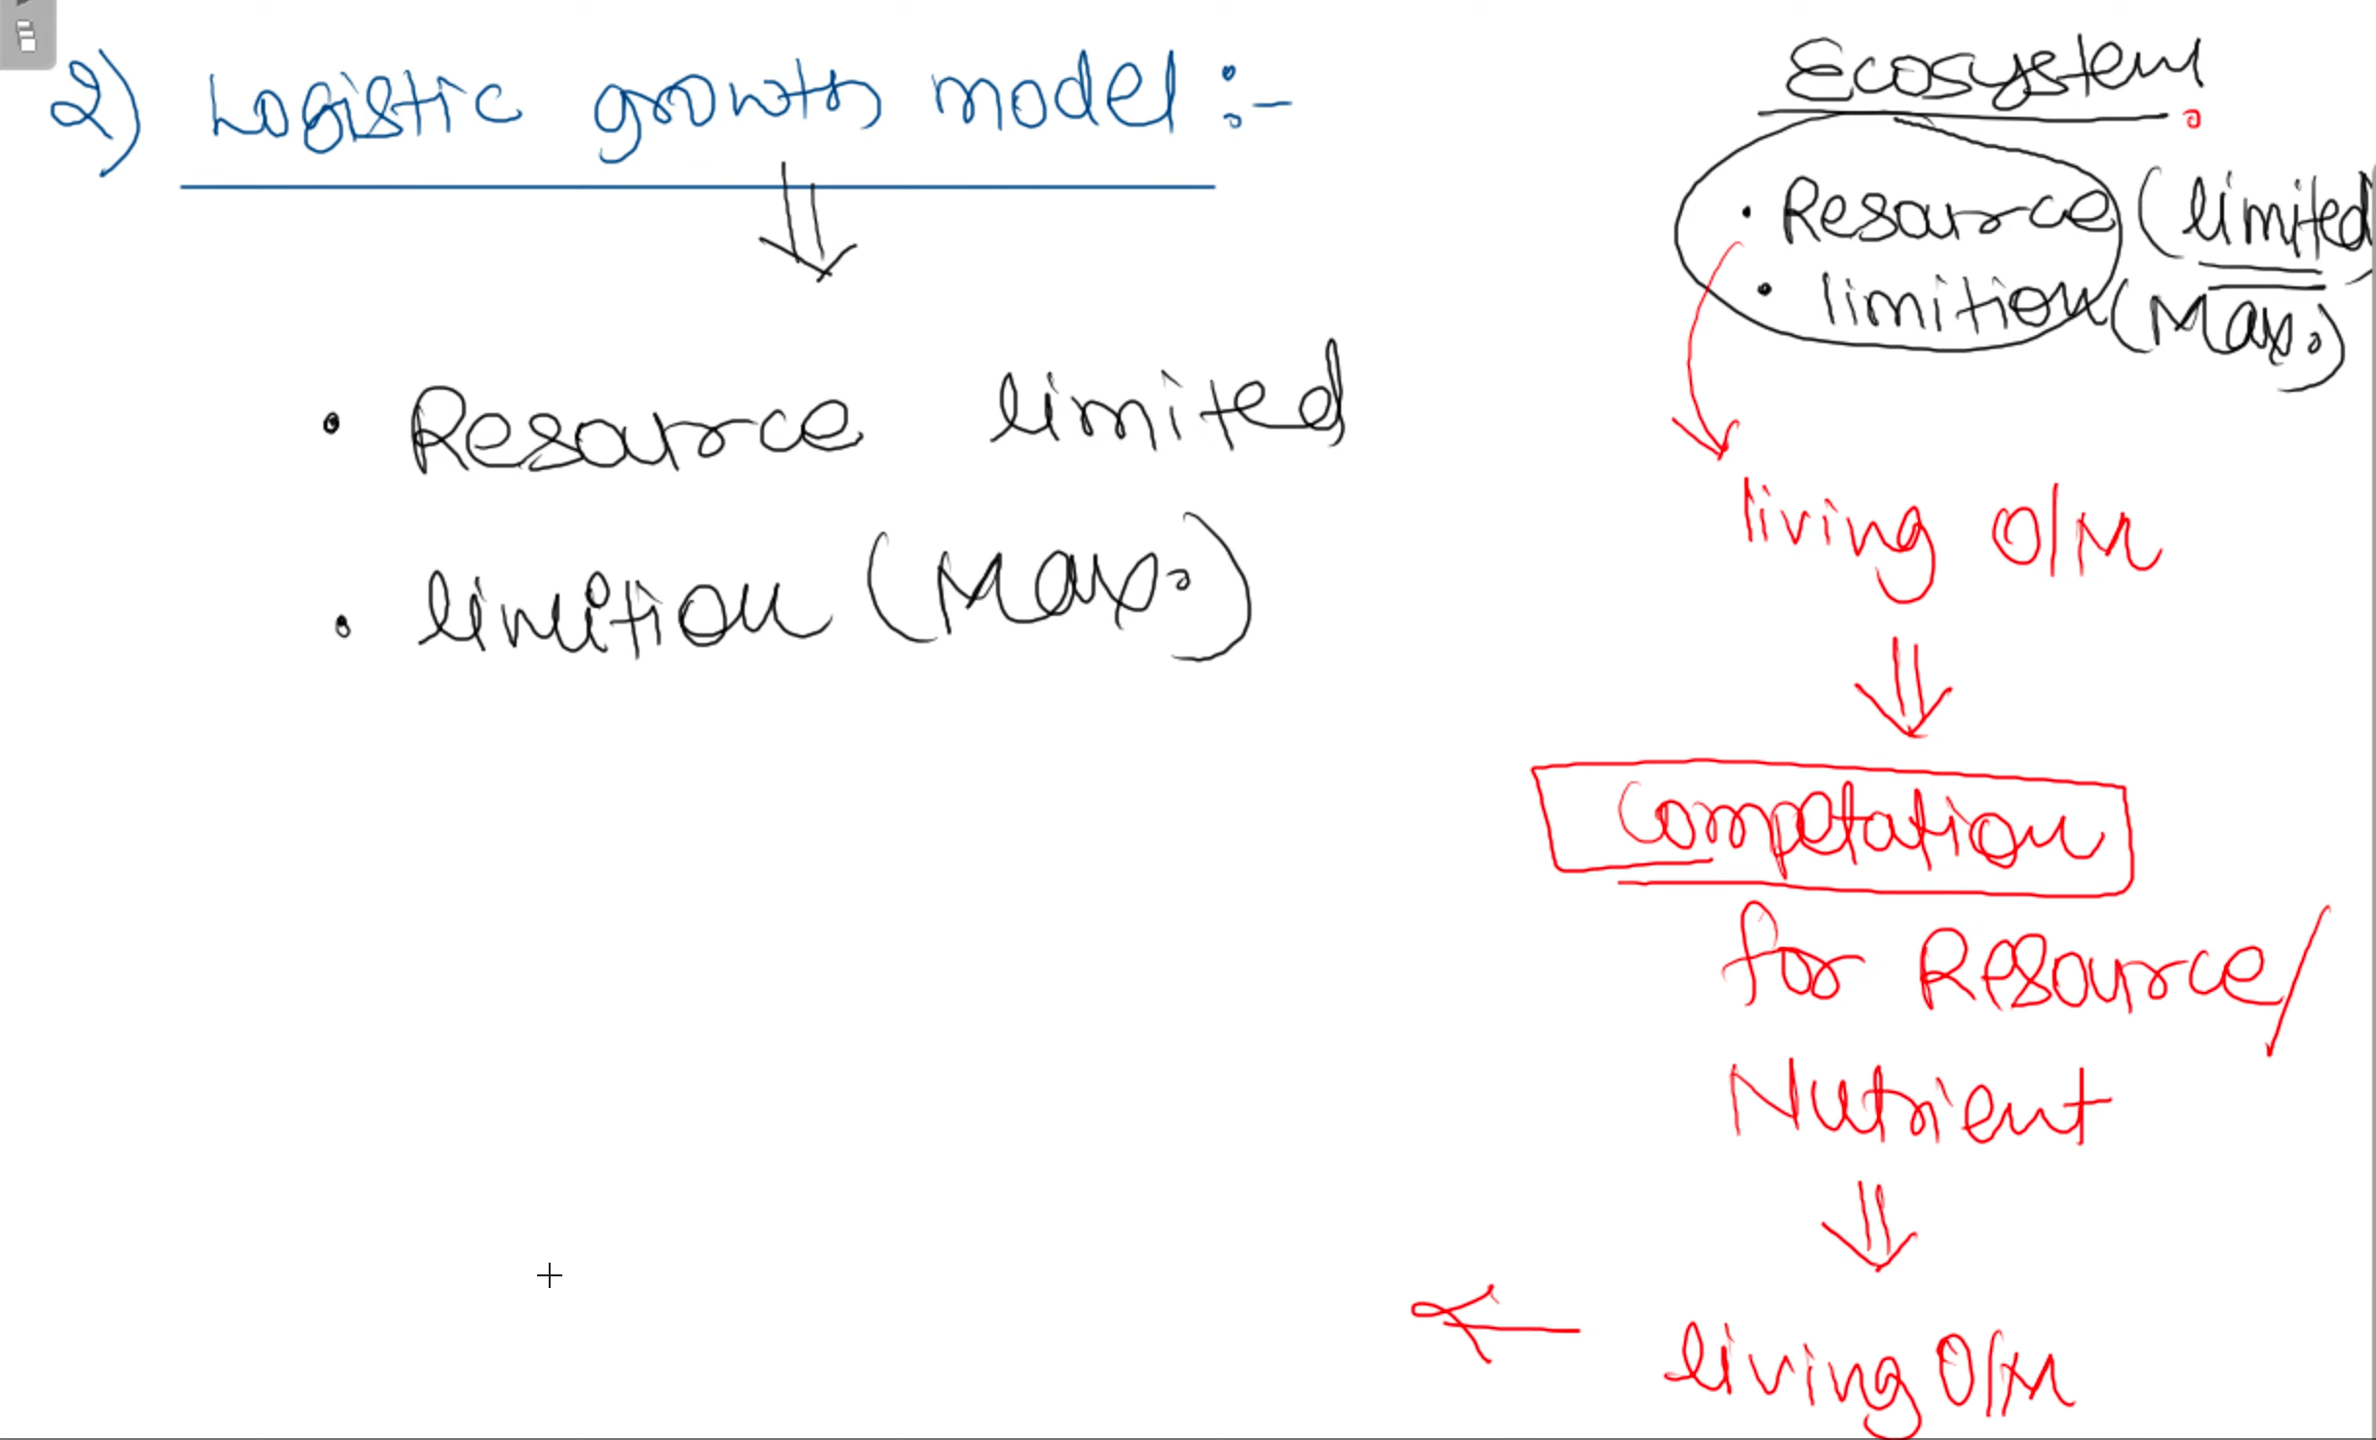 2) Logistic growth model :-
• Resource limited
• limition (Max.)
Ecosystem
• Resource (limited)
• limition (Max.)
living O/M
Competation
for Resource/
Nutrient
living O/M